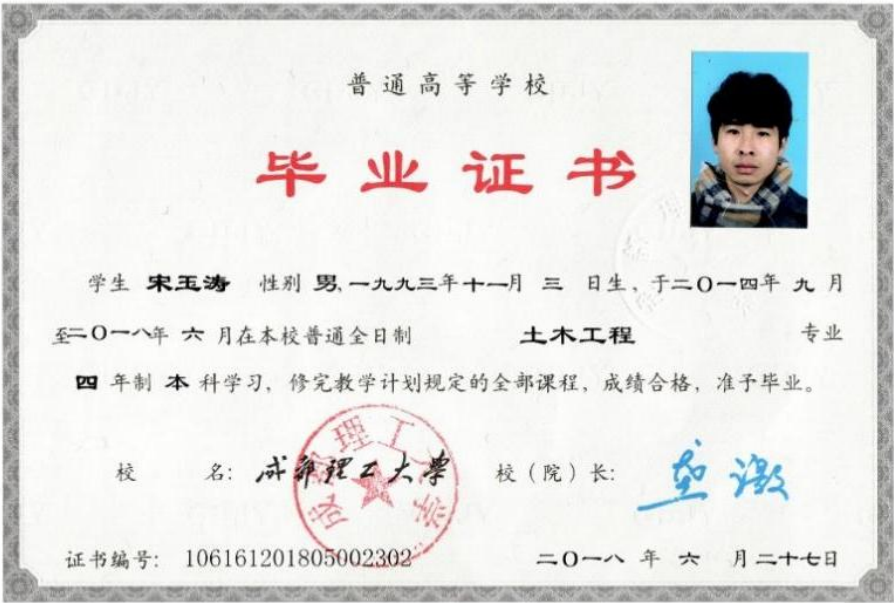 普通高等学校
毕业证书
学生 宋玉涛 性别 男,一九九三年十一月 三 日生,于二〇一四年 九 月
至二〇一八年 六 月在本校普通全日制 土木工程 专业
四 年制 本 科学习,修完教学计划规定的全部课程,成绩合格,准予毕业。
校 名: 成都理工大学 校(院)长:
证书编号: 106161201805002302 二〇一八 年 六 月二十七日